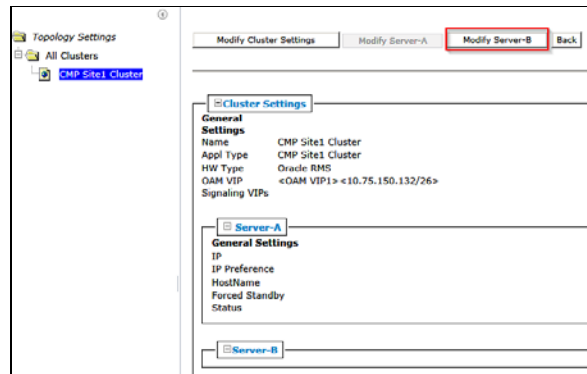 Topology Settings
All Clusters
CMP Site1 Cluster
Modify Cluster Settings Modify Server-A Modify Server-B Back
Cluster Settings
General
Settings
Name CMP Site1 Cluster
Appl Type CMP Site1 Cluster
HW Type Oracle RMS
OAM VIP <OAM VIP1> <10.75.150.132/26>
Signaling VIPs
Server-A
General Settings
IP
IP Preference
HostName
Forced Standby
Status
Server-B